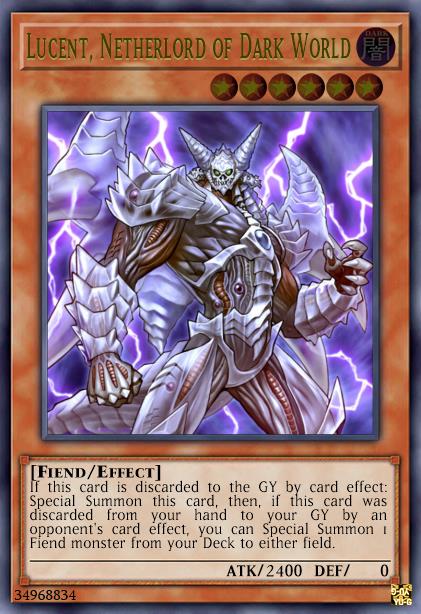 Lucent, Netherlord of Dark World
DARK
闇
[Fiend/Effect]
If this card is discarded to the GY by card effect:
Special Summon this card, then, if this card was
discarded from your hand to your GY by an
opponent's card effect, you can Special Summon 1
Fiend monster from your Deck to either field.
ATK/2400 DEF/ 0
34968834